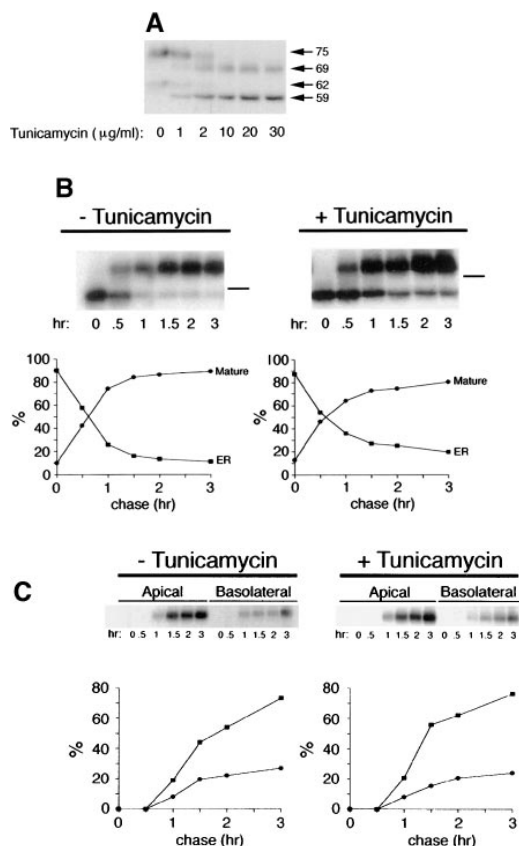 A
75
69
62
59
Tunicamycin (µg/ml): 0 1 2 10 20 30
B
- Tunicamycin + Tunicamycin
hr: 0 .5 1 1.5 2 3 hr: 0 .5 1 1.5 2 3
100 100
80 Mature 80 Mature
60 60
% %
40 40
20 ER 20 ER
0 0
0 1 2 3 0 1 2 3
chase (hr) chase (hr)
C
- Tunicamycin + Tunicamycin
Apical Basolateral Apical Basolateral
hr: 0 .5 1 1.5 2 3 0 .5 1 1.5 2 3 hr: 0 .5 1 1.5 2 3 0 .5 1 1.5 2 3
80 80
60 60
% %
40 40
20 20
0 0
0 1 2 3 0 1 2 3
chase (hr) chase (hr)